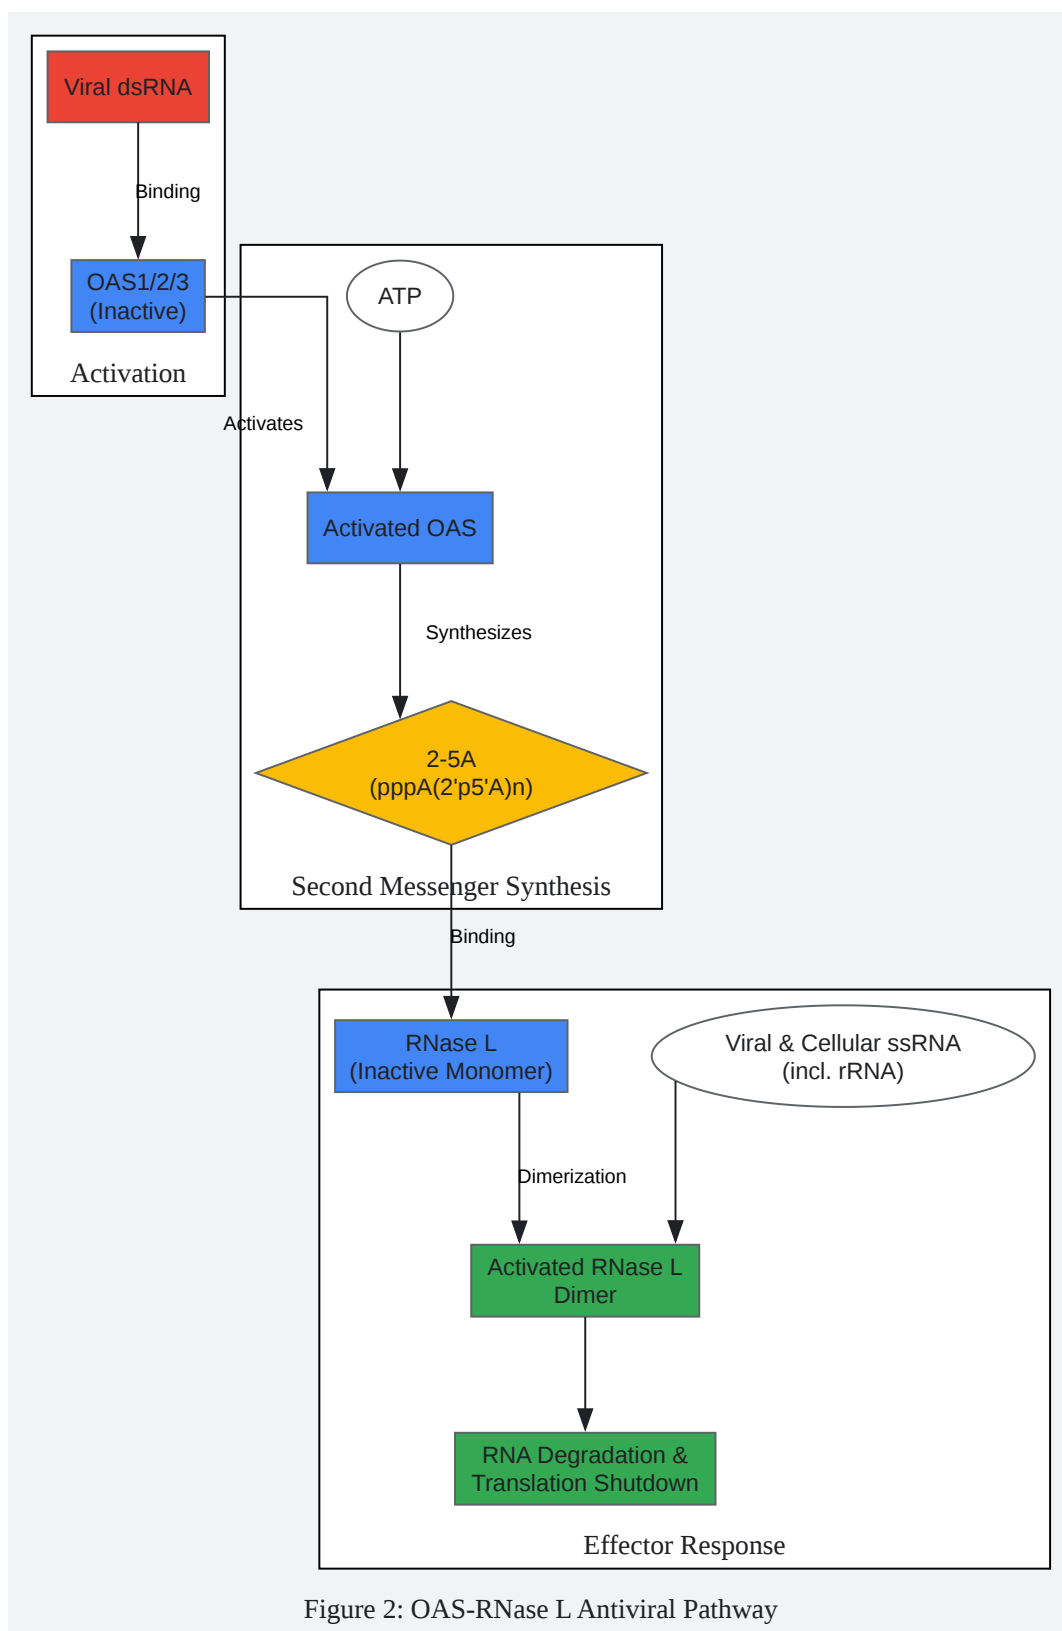 Viral dsRNA
Binding
OAS1/2/3
(Inactive)
Activation
ATP
Activates
Activated OAS
Synthesizes
2-5A
(pppA(2'p5'A)n)
Second Messenger Synthesis
Binding
RNase L
(Inactive Monomer)
Viral & Cellular ssRNA
(incl. rRNA)
Dimerization
Activated RNase L
Dimer
RNA Degradation &
Translation Shutdown
Effector Response
Figure 2: OAS-RNase L Antiviral Pathway